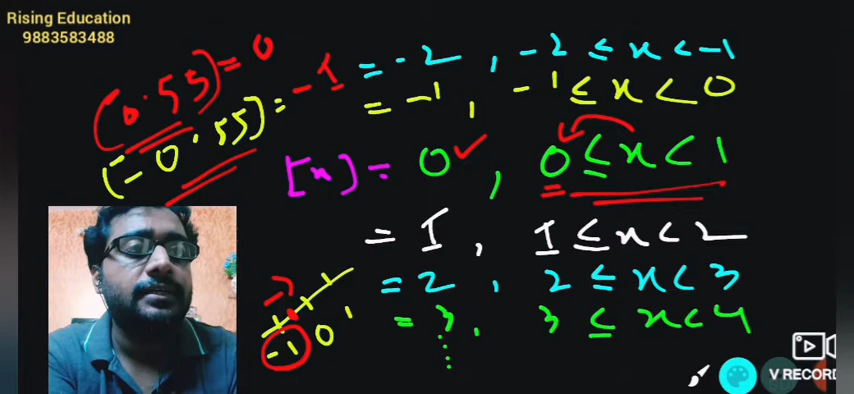 Rising Education
9883583488
(0.55) = 0
(-0.55) = -1
= -2 , -2 ≤ x < -1
= -1 , -1 ≤ x < 0
[x] = 0 ✓ , 0 ≤ x < 1
= 1 , 1 ≤ x < 2
= 2 , 2 ≤ x < 3
= 3 , 3 ≤ x < 4
-1 0 1
V RECORD